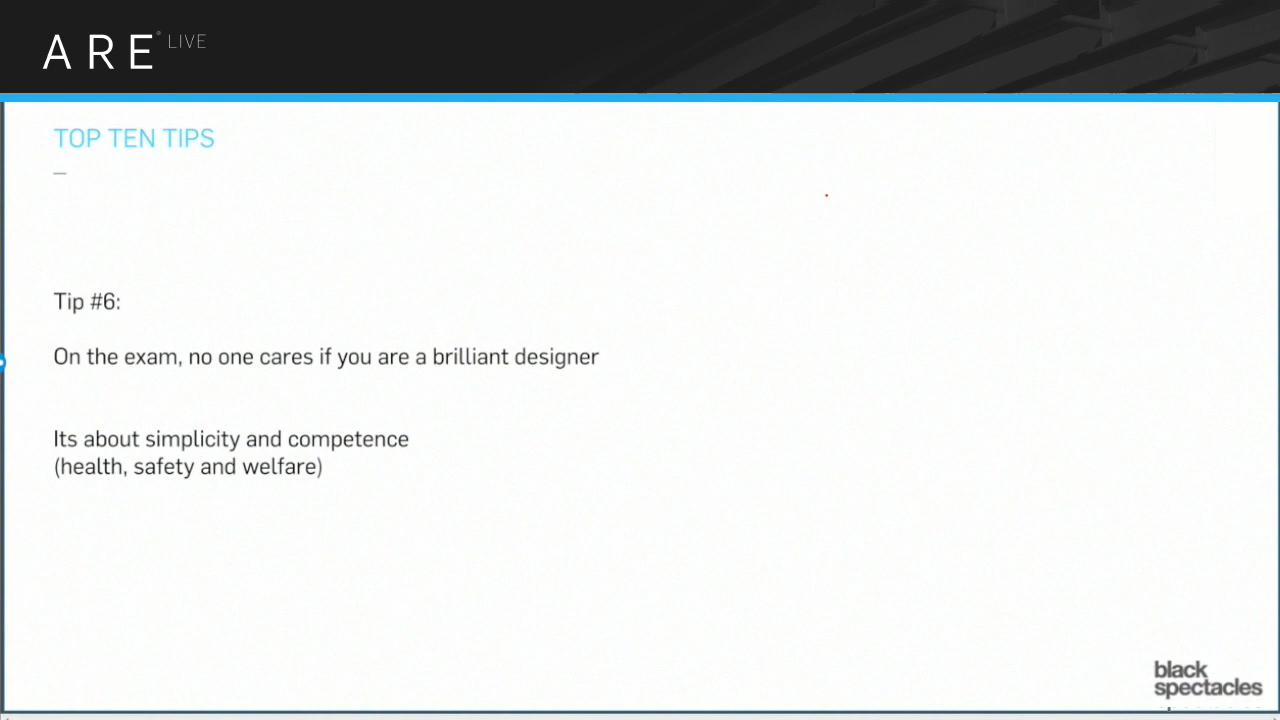 ARE® LIVE
TOP TEN TIPS
—
Tip #6:
On the exam, no one cares if you are a brilliant designer
Its about simplicity and competence
(health, safety and welfare)
black
spectacles